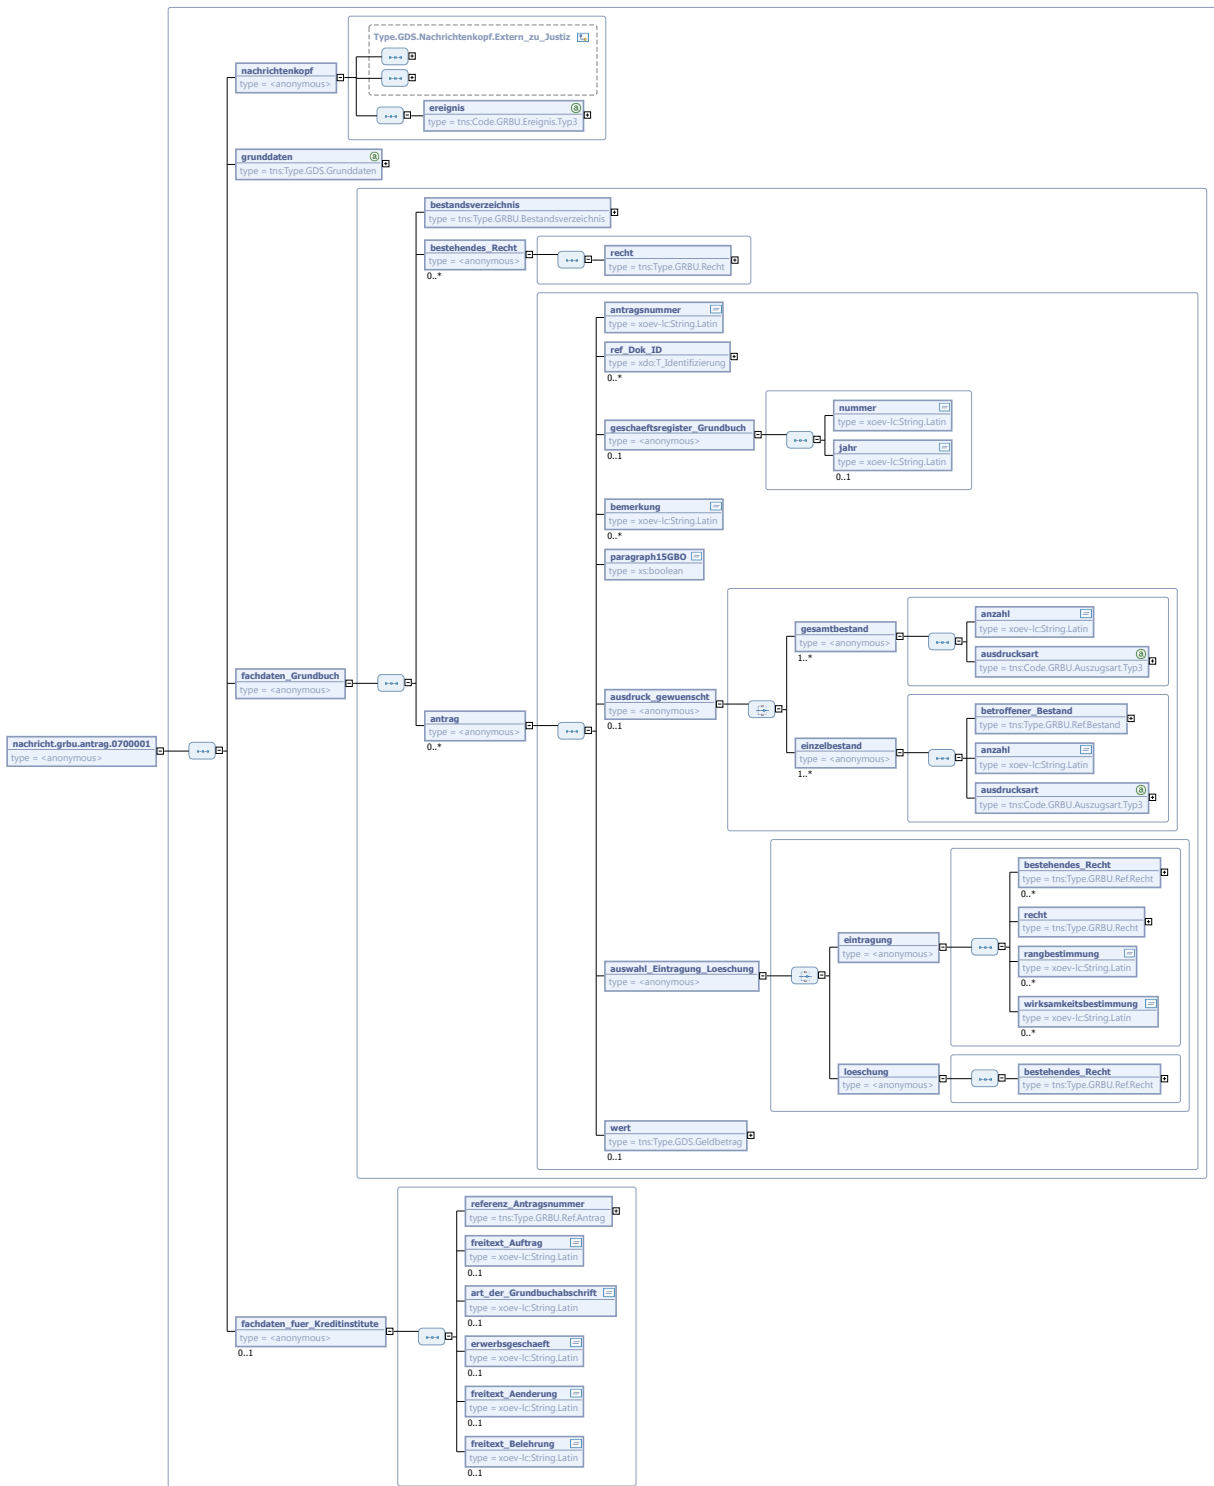 Type.GDS.Nachrichtenkopf.Extern_zu_Justiz
nachrichtenkopf
type = <anonymous>
ereignis
type = tns:Code.GRBU.Ereignis.Typ3
grunddaten
type = tns:Type.GDS.Grunddaten
bestandsverzeichnis
type = tns:Type.GRBU.Bestandsverzeichnis
bestehendes_Recht
type = <anonymous>
0..*
recht
type = tns:Type.GRBU.Recht
antragsnummer
type = xoev-lc:String.Latin
ref_Dok_ID
type = xdo:T_Identifizierung
0..*
geschaeftsregister_Grundbuch
type = <anonymous>
0..1
nummer
type = xoev-lc:String.Latin
jahr
type = xoev-lc:String.Latin
0..1
bemerkung
type = xoev-lc:String.Latin
0..*
paragraph15GBO
type = xs:boolean
gesamtbestand
type = <anonymous>
1..*
anzahl
type = xoev-lc:String.Latin
ausdrucksart
type = tns:Code.GRBU.Auszugsart.Typ3
fachdaten_Grundbuch
type = <anonymous>
ausdruck_gewuenscht
type = <anonymous>
0..1
antrag
type = <anonymous>
0..*
nachricht.grbu.antrag.0700001
type = <anonymous>
einzelbestand
type = <anonymous>
1..*
betroffener_Bestand
type = tns:Type.GRBU.Ref.Bestand
anzahl
type = xoev-lc:String.Latin
ausdrucksart
type = tns:Code.GRBU.Auszugsart.Typ3
auswahl_Eintragung_Loeschung
type = <anonymous>
eintragung
type = <anonymous>
bestehendes_Recht
type = tns:Type.GRBU.Ref.Recht
0..*
recht
type = tns:Type.GRBU.Recht
rangbestimmung
type = xoev-lc:String.Latin
0..*
wirksamkeitsbestimmung
type = xoev-lc:String.Latin
0..*
loeschung
type = <anonymous>
bestehendes_Recht
type = tns:Type.GRBU.Ref.Recht
wert
type = tns:Type.GDS.Geldbetrag
0..1
fachdaten_fuer_Kreditinstitute
type = <anonymous>
0..1
referenz_Antragsnummer
type = tns:Type.GRBU.Ref.Antrag
freitext_Auftrag
type = xoev-lc:String.Latin
0..1
art_der_Grundbuchabschrift
type = xoev-lc:String.Latin
0..1
erwerbsgeschaeft
type = xoev-lc:String.Latin
0..1
freitext_Aenderung
type = xoev-lc:String.Latin
0..1
freitext_Belehrung
type = xoev-lc:String.Latin
0..1